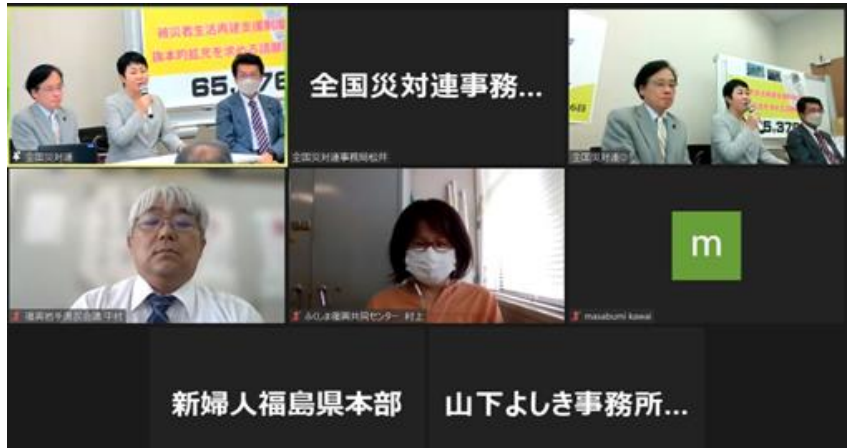 被災者生活再建支援制度
抜本的拡充を求める請願
65,376
全国災対連
全国災対連事務...
全国災対連事務局松井
5,376
全国災対連②
復興岩手県民会議 中村
ふくしま復興共同センター 村上
m
masabumi kawai
新婦人福島県本部
山下よしき事務所...